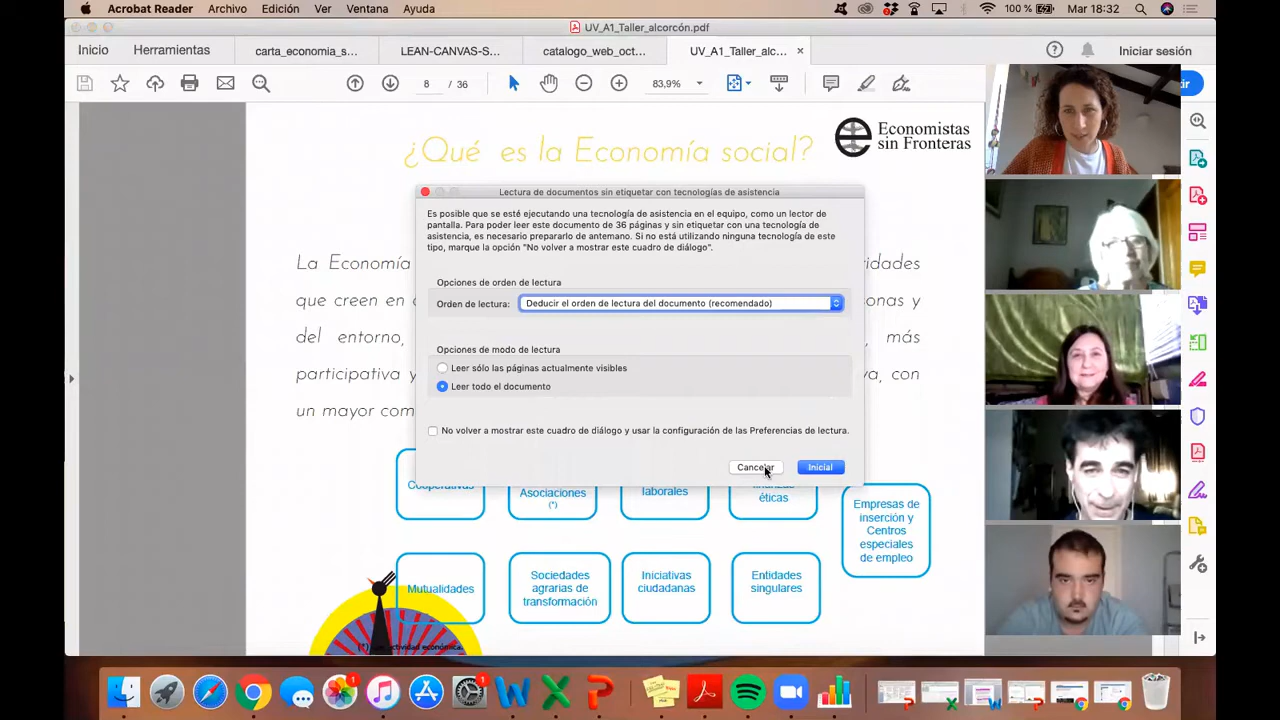 Acrobat Reader Archivo Edición Ver Ventana Ayuda 100 % Mar 18:32
UV_A1_Taller_alcorcón.pdf
Inicio Herramientas carta_economia_s... LEAN-CANVAS-S... catalogo_web_oct... UV_A1_Taller_alc... × Iniciar sesión
8 / 36 83,9%
¿Qué es la Economía social?
Economistas
sin Fronteras
Lectura de documentos sin etiquetar con tecnologías de asistencia
Es posible que se esté ejecutando una tecnología de asistencia en el equipo, como un lector de
pantalla. Para poder leer este documento de 36 páginas y sin etiquetar con una tecnología de
asistencia, es necesario prepararlo de antemano. Si no está utilizando ninguna tecnología de este
tipo, marque la opción "No volver a mostrar este cuadro de diálogo".
Opciones de orden de lectura
Orden de lectura: Deducir el orden de lectura del documento (recomendado)
Opciones de modo de lectura
Leer sólo las páginas actualmente visibles
Leer todo el documento
No volver a mostrar este cuadro de diálogo y usar la configuración de las Preferencias de lectura.
Cancelar Inicial
La Economía
que creen en
del entorno, más
participativa y con
un mayor
Cooperativas
Asociaciones
(*)
laborales
éticas
Empresas de
inserción y
Centros
especiales
de empleo
Mutualidades
Sociedades
agrarias de
transformación
Iniciativas
ciudadanas
Entidades
singulares
actividad económica.